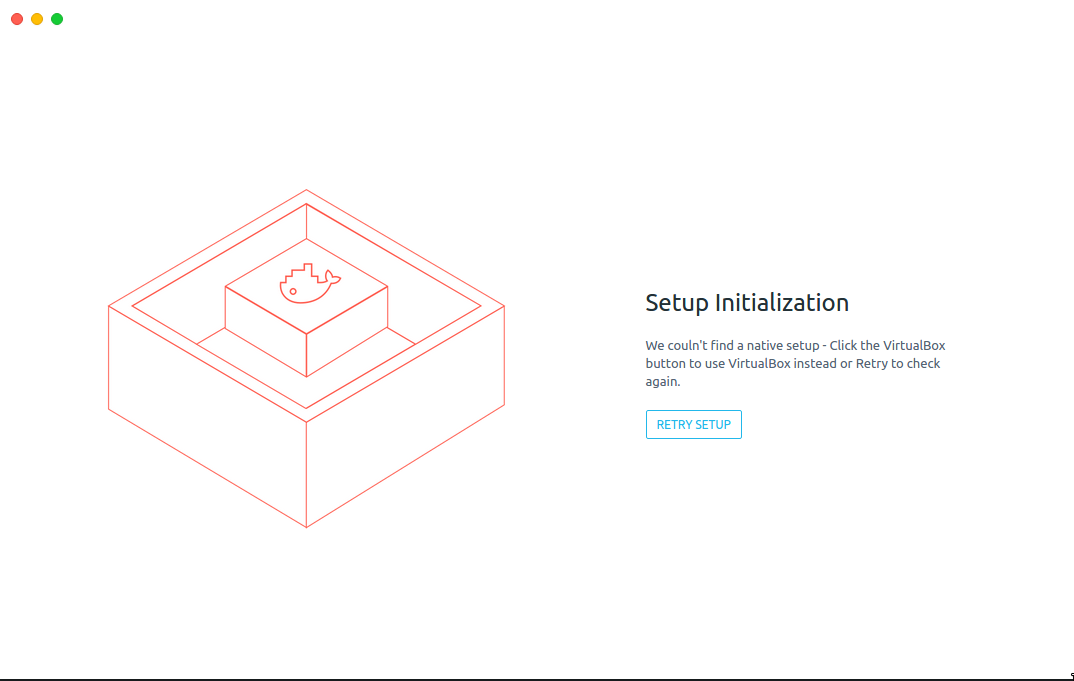 Setup Initialization
We couln't find a native setup - Click the VirtualBox
button to use VirtualBox instead or Retry to check
again.
RETRY SETUP